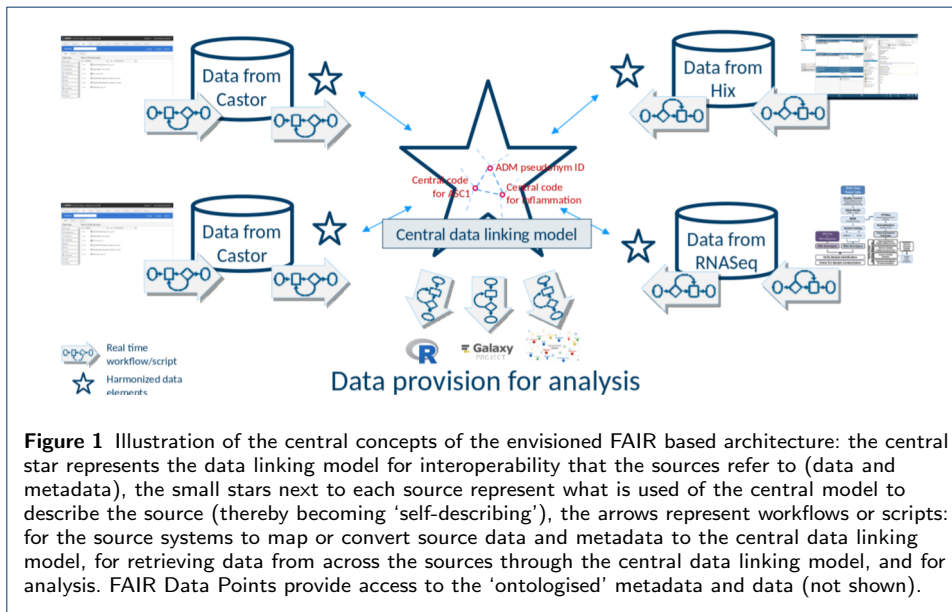 Data from
Castor
Data from
Hix
ADM pseudonym ID
Central code
for ASC1
Central code
for inflammation
Central data linking model
Data from
Castor
Data from
RNASeq
R
Galaxy
PROJECT
Real time
workflow/script
Harmonized data
elements
Data provision for analysis
Figure 1 Illustration of the central concepts of the envisioned FAIR based architecture: the central
star represents the data linking model for interoperability that the sources refer to (data and
metadata), the small stars next to each source represent what is used of the central model to
describe the source (thereby becoming ‘self-describing’), the arrows represent workflows or scripts:
for the source systems to map or convert source data and metadata to the central data linking
model, for retrieving data from across the sources through the central data linking model, and for
analysis. FAIR Data Points provide access to the ‘ontologised’ metadata and data (not shown).